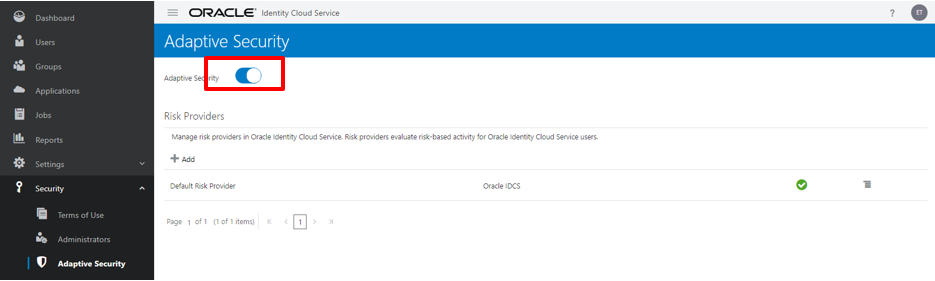 Dashboard
Users
Groups
Applications
Jobs
Reports
Settings
Security
Terms of Use
Administrators
Adaptive Security
ORACLE® Identity Cloud Service
? ET
Adaptive Security
Adaptive Security
Risk Providers
Manage risk providers in Oracle Identity Cloud Service. Risk providers evaluate risk-based activity for Oracle Identity Cloud Service users.
Add
Default Risk Provider Oracle IDCS
Page 1 of 1 (1 of 1 items) 1